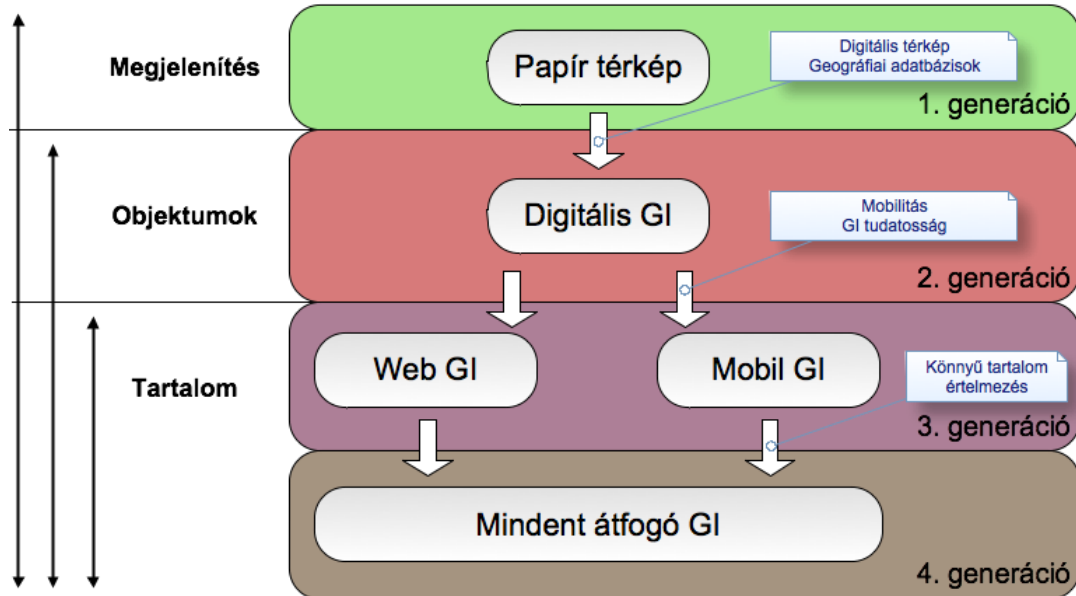 Megjelenítés
Papír térkép
Digitális térkép
Geográfiai adatbázisok
1. generáció
Objektumok
Digitális GI
Mobilitás
GI tudatosság
2. generáció
Tartalom
Web GI
Mobil GI
Könnyű tartalom
értelmezés
3. generáció
Mindent átfogó GI
4. generáció